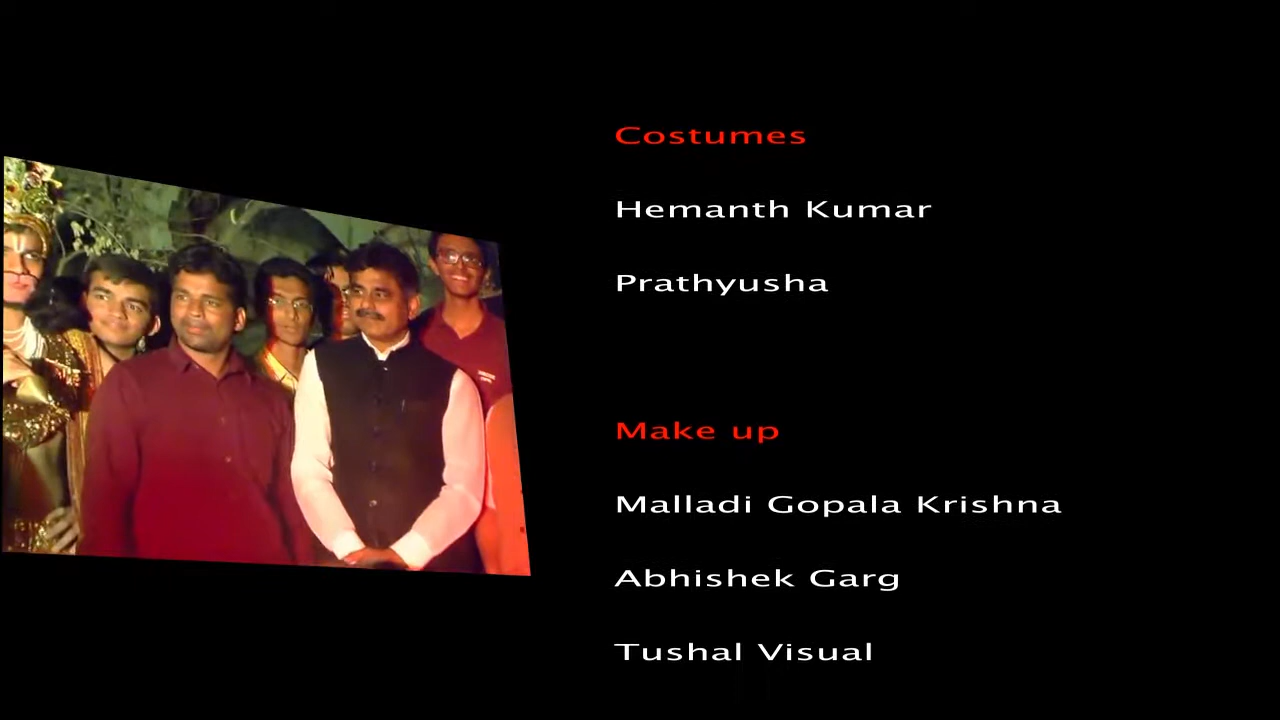 Costumes
Hemanth Kumar
Prathyusha
Make up
Malladi Gopala Krishna
Abhishek Garg
Tushal Visual